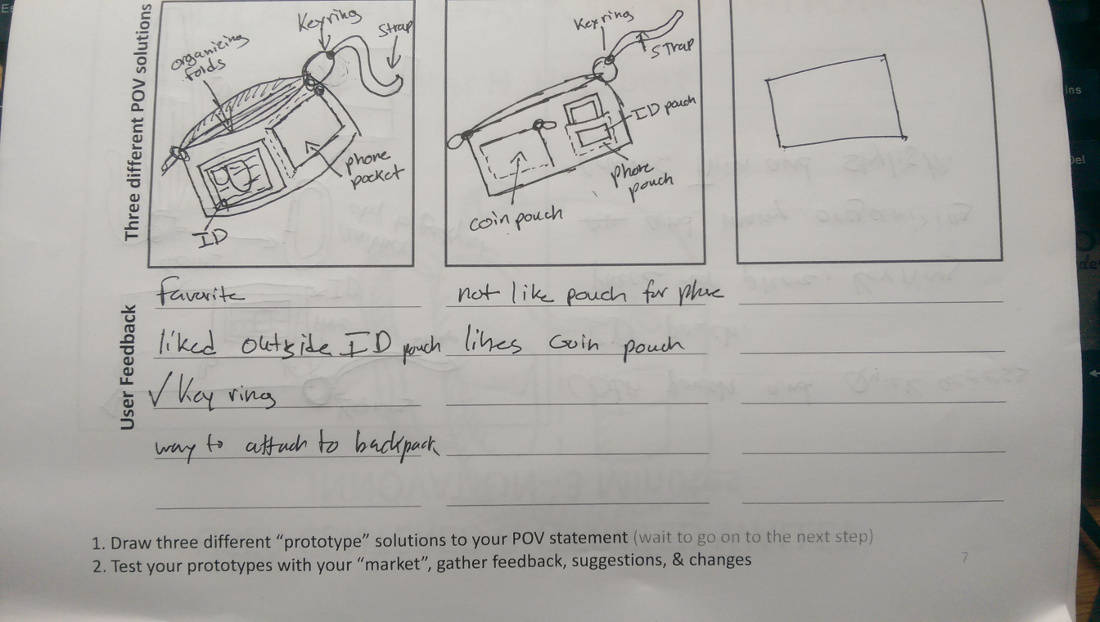 Three different POV solutions
Keyring
Strap
organizing
folds
phone
pocket
ID
Keyring
STrap
ID pouch
phone
pouch
coin pouch
User Feedback
favorite
liked outside ID pouch
✓ Key ring
way to attach to backpack
not like pouch for phone
likes coin pouch
1. Draw three different “prototype” solutions to your POV statement (wait to go on to the next step)
2. Test your prototypes with your “market”, gather feedback, suggestions, & changes
7